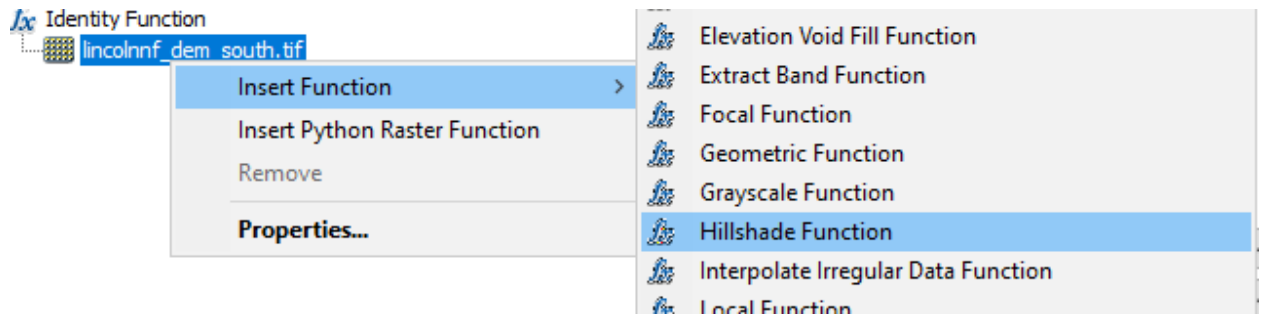 Identity Function
lincolnnf_dem_south.tif
Insert Function
Insert Python Raster Function
Remove
Properties...
Elevation Void Fill Function
Extract Band Function
Focal Function
Geometric Function
Grayscale Function
Hillshade Function
Interpolate Irregular Data Function
Local Function